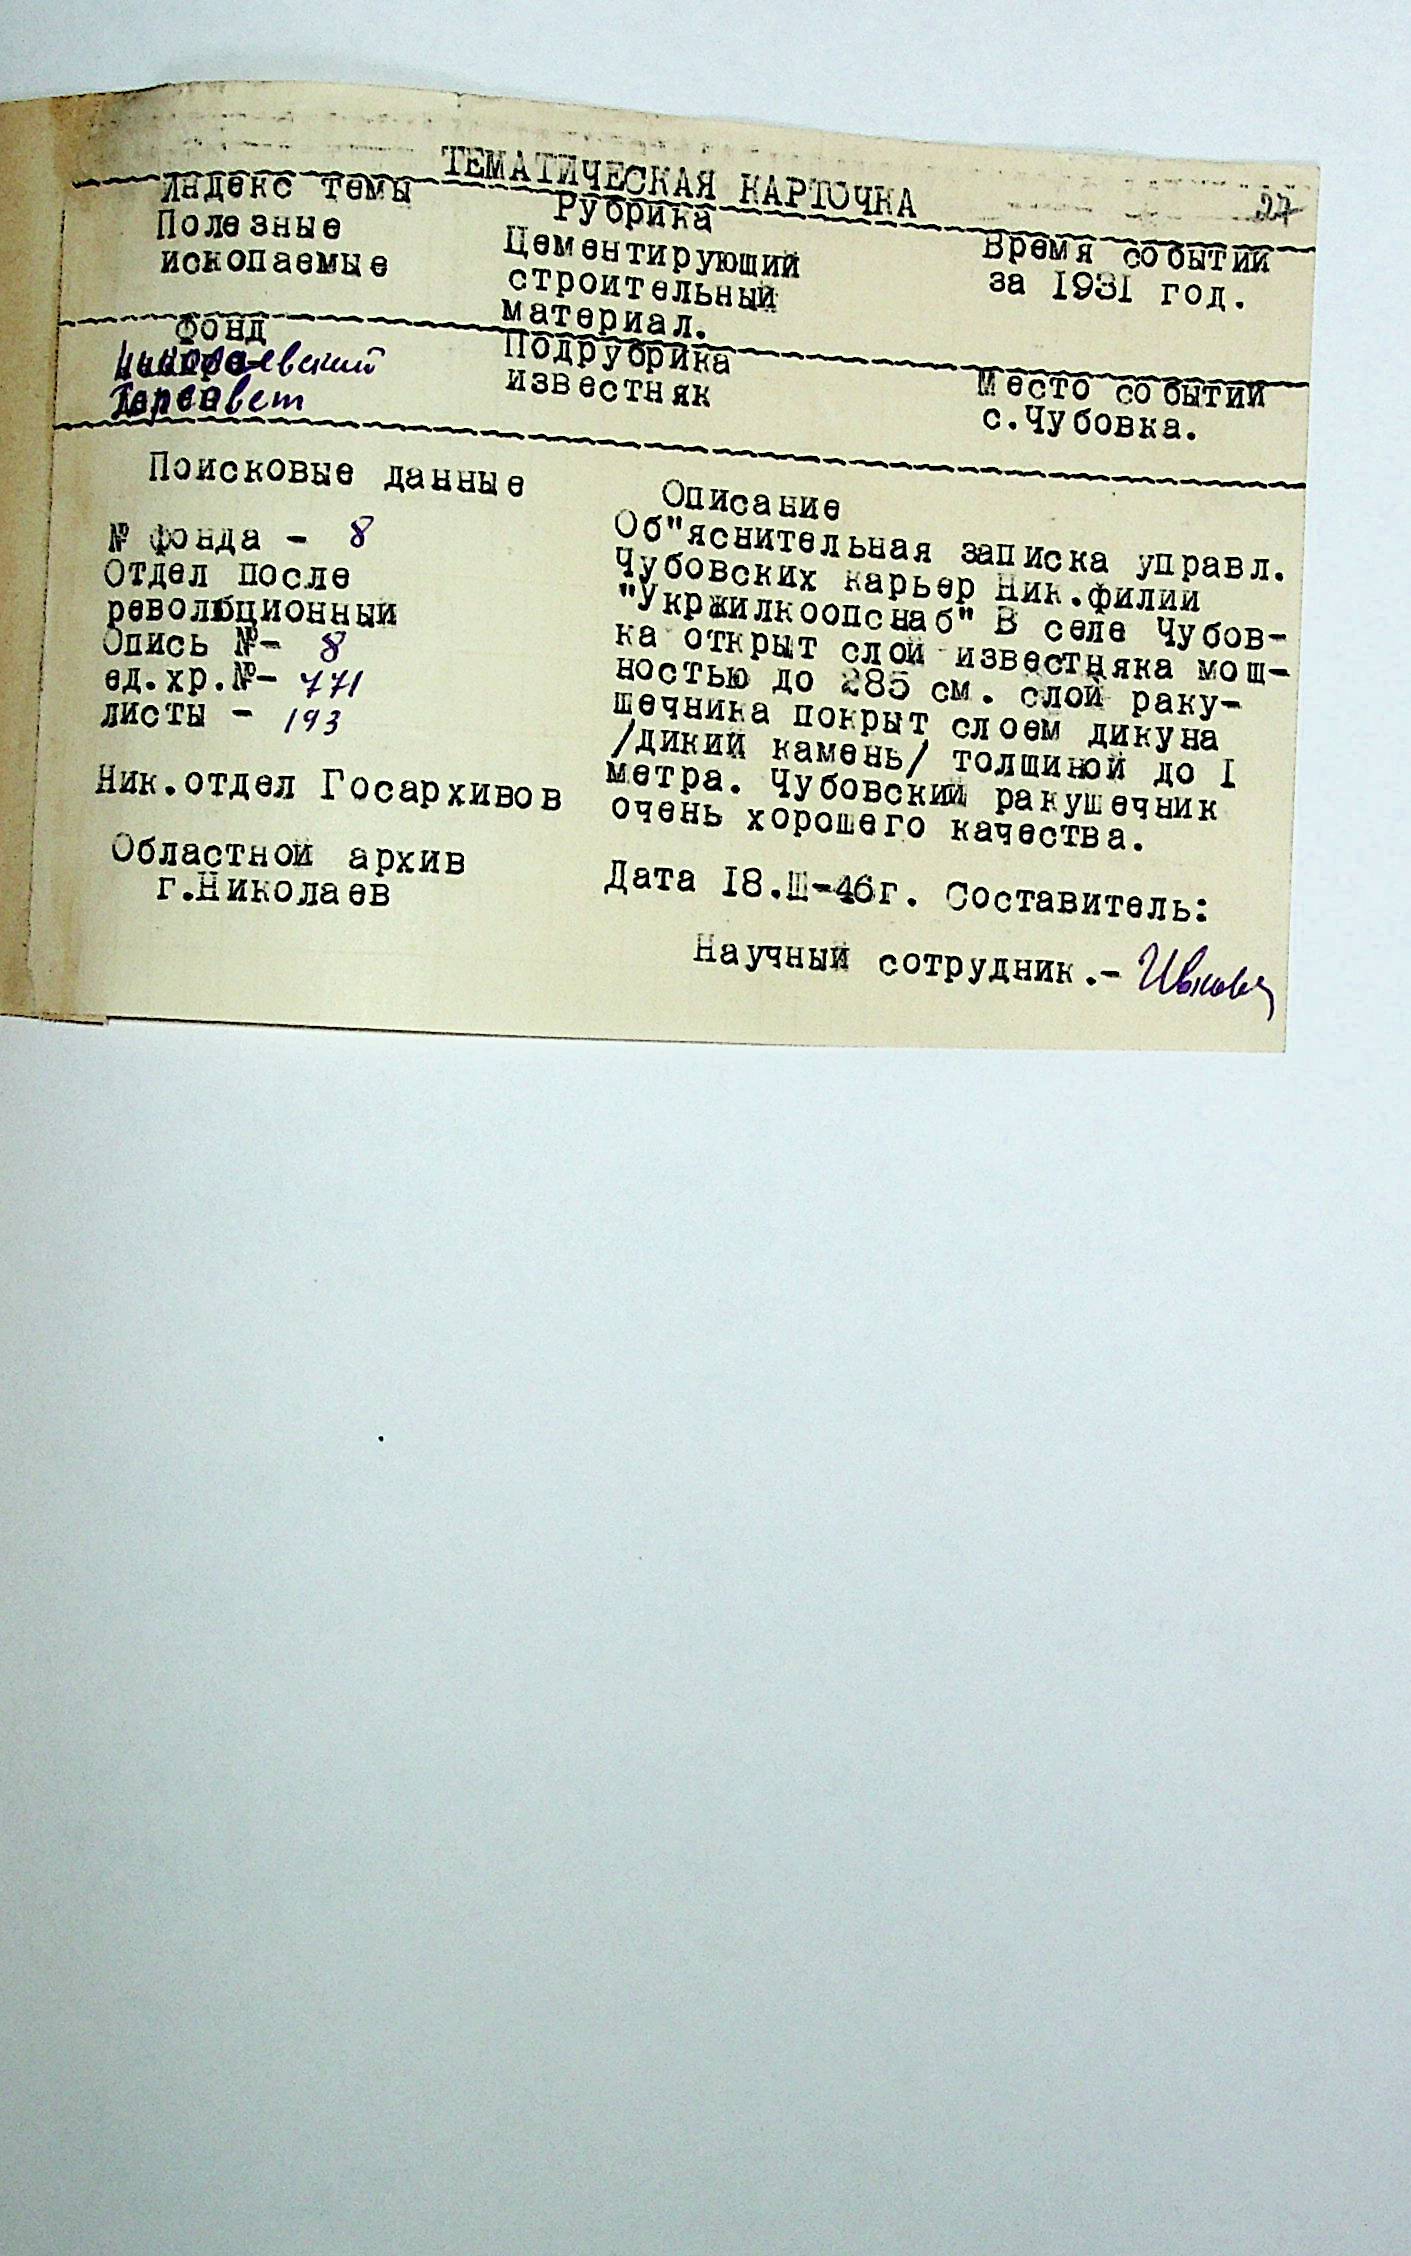 ТЕМАТИЧЕСКАЯ КАРТОЧКА
27
Индекс темы
Полезные
ископаемые
Рубрика
Цементирующий
строительный
материал.
Время событий
за 1931 год.
Фонд
Николаевский
Горсовет
Подрубрика
известняк
Место событий
с.Чубовка.
Поисковые данные
№ фонда - 8
Отдел после
революционный
Опись №- 8
ед.хр.№- 771
листы - 193
Ник.отдел Госархивов
Областной архив
г.Николаев
Описание
Об"яснительная записка управл.
Чубовских карьер Ник.филии
"Укржилкоопснаб" В селе Чубов-
ка открыт слой известняка мощ-
ностью до 285 см. слой раку-
шечника покрыт слоем дикуна
/дикий камень/ толщиной до I
метра. Чубовский ракушечник
очень хорошего качества.
Дата I8.Ш-46г. Составитель:
Научный сотрудник.-